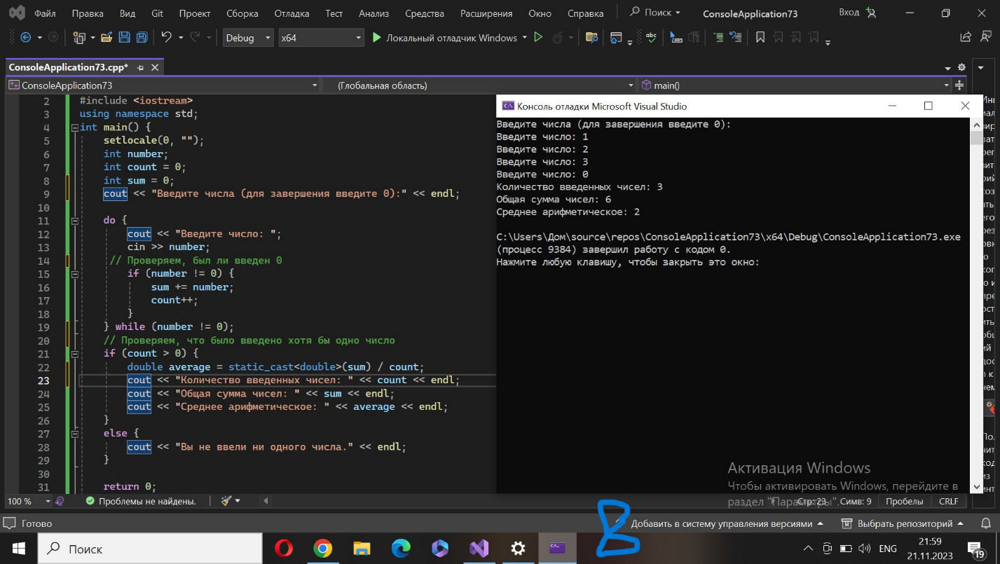 Файл Правка Вид Git Проект Сборка Отладка Тест Анализ Средства Расширения Окно Справка Поиск ConsoleApplication73 Вход
Debug x64 Локальный отладчик Windows
ConsoleApplication73.cpp*
ConsoleApplication73 (Глобальная область) main()
2 #include <iostream>
3 using namespace std;
4 int main() {
5 setlocale(0, "");
6 int number;
7 int count = 0;
8 int sum = 0;
9 cout << "Введите числа (для завершения введите 0):" << endl;
10
11 do {
12 cout << "Введите число: ";
13 cin >> number;
14 // Проверяем, был ли введен 0
15 if (number != 0) {
16 sum += number;
17 count++;
18 }
19 } while (number != 0);
20 // Проверяем, что было введено хотя бы одно число
21 if (count > 0) {
22 double average = static_cast<double>(sum) / count;
23 cout << "Количество введенных чисел: " << count << endl;
24 cout << "Общая сумма чисел: " << sum << endl;
25 cout << "Среднее арифметическое: " << average << endl;
26 }
27 else {
28 cout << "Вы не ввели ни одного числа." << endl;
29 }
30
31 return 0;
Консоль отладки Microsoft Visual Studio
Введите числа (для завершения введите 0):
Введите число: 1
Введите число: 2
Введите число: 3
Введите число: 0
Количество введенных чисел: 3
Общая сумма чисел: 6
Среднее арифметическое: 2
C:\Users\Дом\source\repos\ConsoleApplication73\x64\Debug\ConsoleApplication73.exe
(процесс 9384) завершил работу с кодом 0.
Нажмите любую клавишу, чтобы закрыть это окно:
Активация Windows
Чтобы активировать Windows, перейдите в
раздел "Параметры".
100 % Проблемы не найдены. Стр: 23 Симв: 9 Пробелы CRLF
Готово Добавить в систему управления версиями Выбрать репозиторий
Поиск ENG 21:59
21.11.2023 19